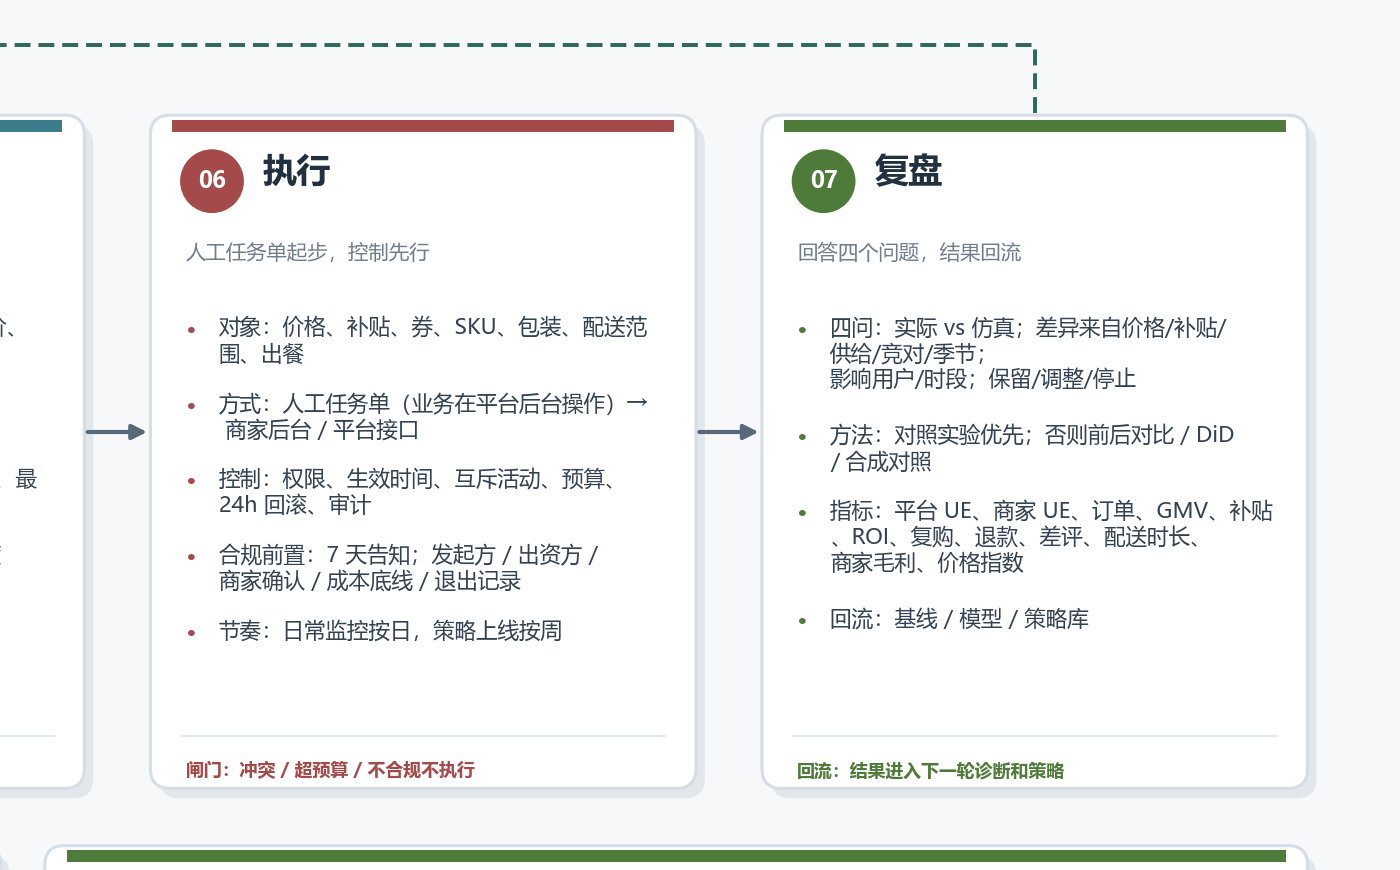 、
最
06 执行
人工任务单起步，控制先行
• 对象：价格、补贴、券、SKU、包装、配送范
围、出餐
• 方式：人工任务单（业务在平台后台操作）→
商家后台 / 平台接口
• 控制：权限、生效时间、互斥活动、预算、
24h 回滚、审计
• 合规前置：7 天告知；发起方 / 出资方 /
商家确认 / 成本底线 / 退出记录
• 节奏：日常监控按日，策略上线按周
闸门：冲突 / 超预算 / 不合规不执行
07 复盘
回答四个问题，结果回流
• 四问：实际 vs 仿真；差异来自价格/补贴/
供给/竞对/季节；
影响用户/时段；保留/调整/停止
• 方法：对照实验优先；否则前后对比 / DiD
/ 合成对照
• 指标：平台 UE、商家 UE、订单、GMV、补贴
、ROI、复购、退款、差评、配送时长、
商家毛利、价格指数
• 回流：基线 / 模型 / 策略库
回流：结果进入下一轮诊断和策略